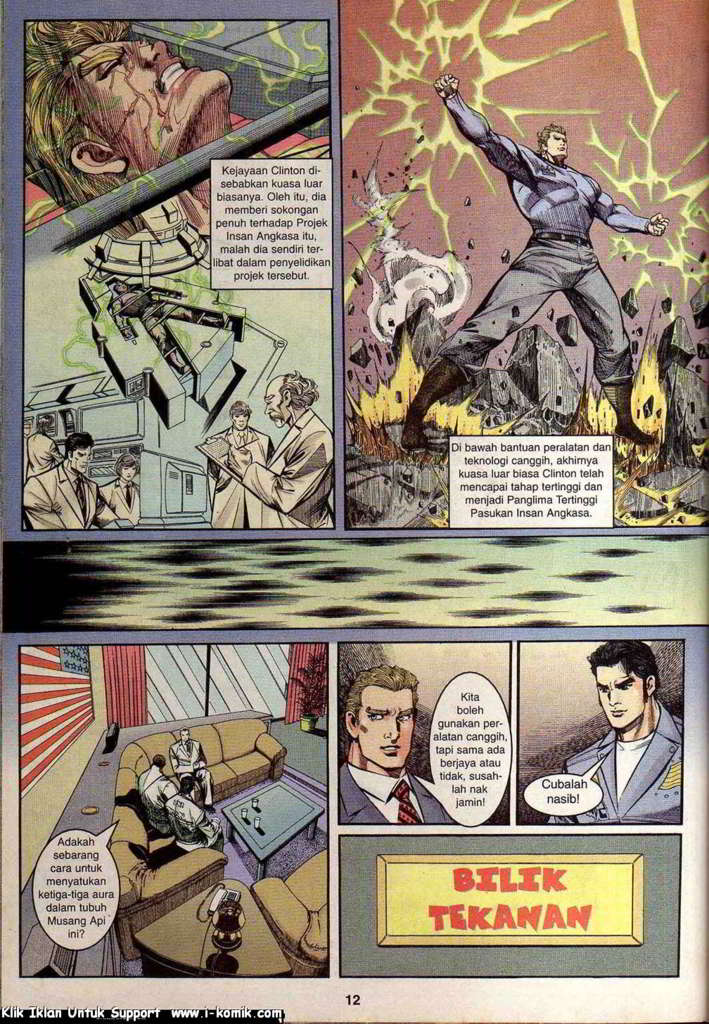 Kejayaan Clinton di-
sebabkan kuasa luar
biasanya. Oleh itu, dia
memberi sokongan
penuh terhadap Projek
Insan Angkasa itu,
malah dia sendiri ter-
libat dalam penyelidikan
projek tersebut.
Di bawah bantuan peralatan dan
teknologi canggih, akhirnya
kuasa luar biasa Clinton telah
mencapai tahap tertinggi dan
menjadi Panglima Tertinggi
Pasukan Insan Angkasa.
Adakah
sebarang
cara untuk
menyatukan
ketiga-tiga aura
dalam tubuh
Musang Api
ini?
Kita
boleh
gunakan per-
alatan canggih,
tapi sama ada
berjaya atau
tidak, susah-
lah nak
jamin!
Cubalah
nasib!
BILIK
TEKANAN
12
Klik Iklan Untuk Support www.i-komik.com